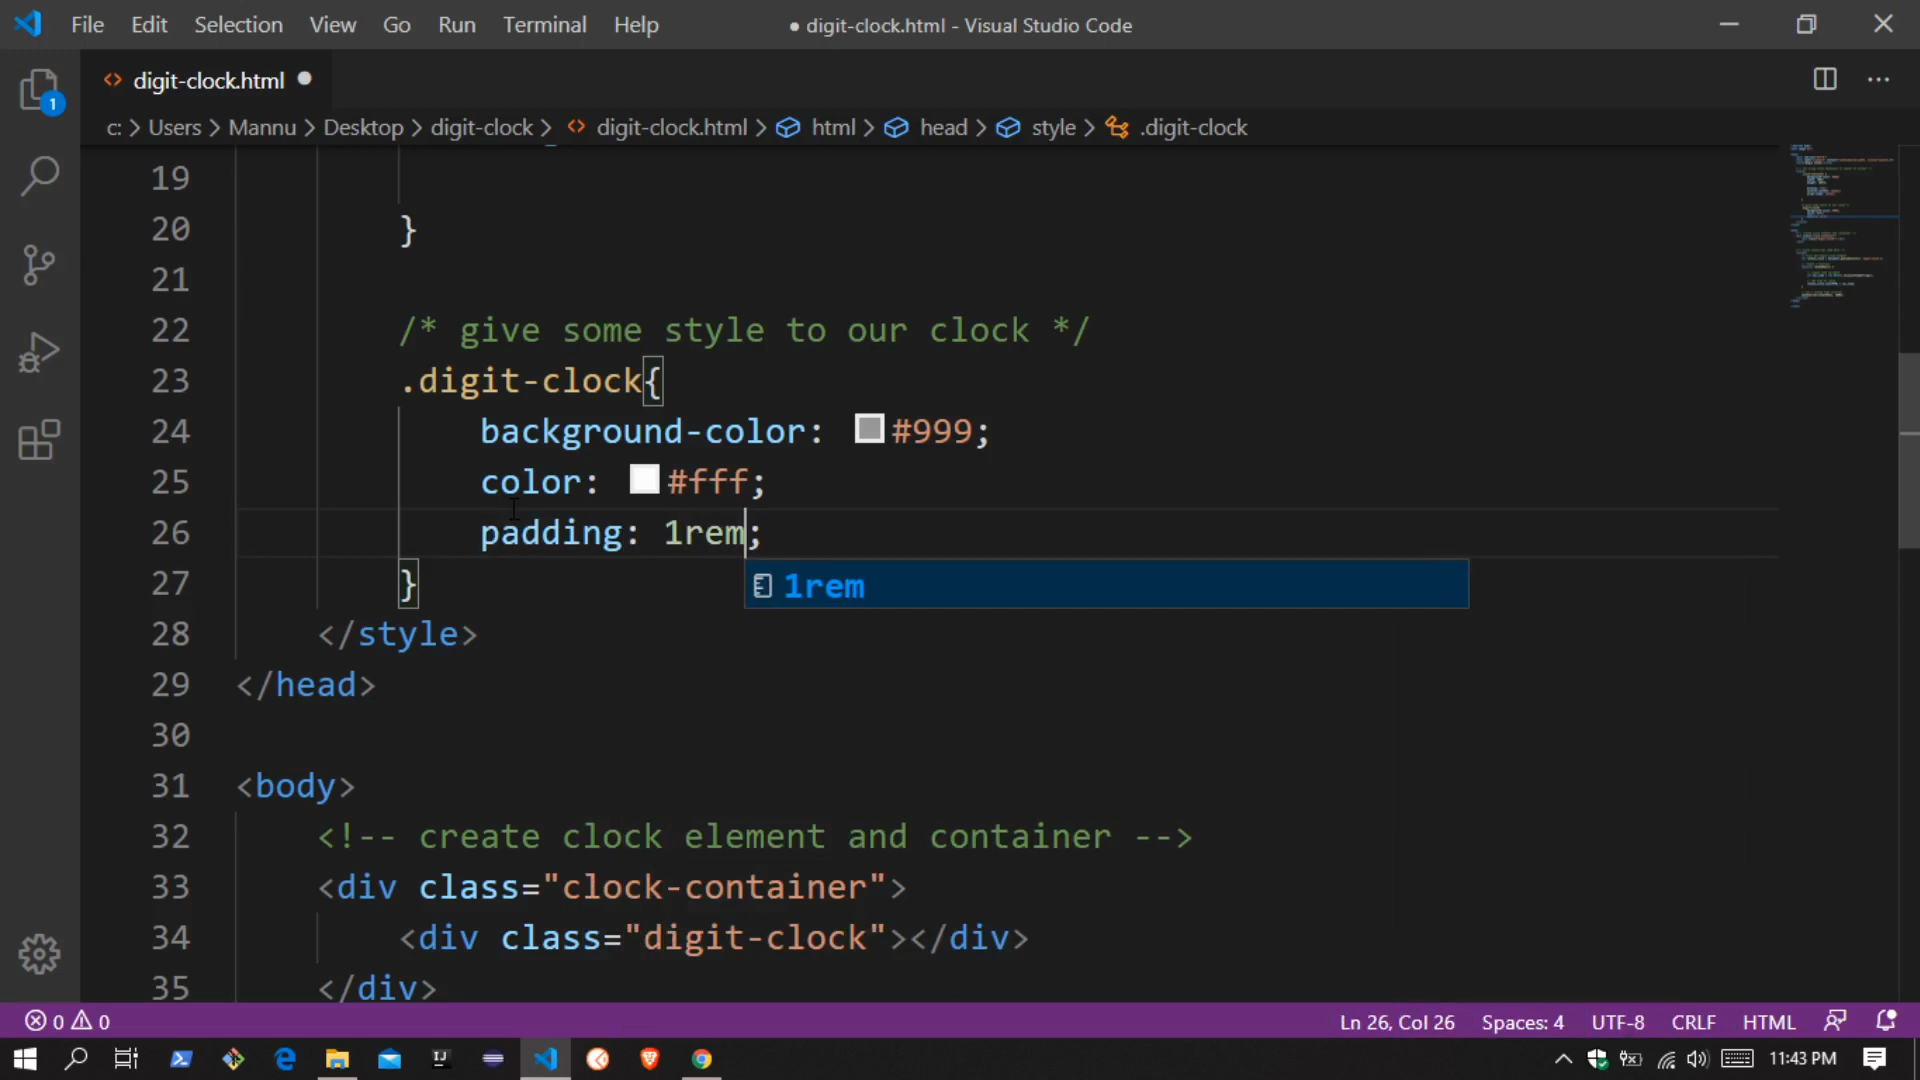 File Edit Selection View Go Run Terminal Help ● digit-clock.html - Visual Studio Code
1
<> digit-clock.html ●
c: > Users > Mannu > Desktop > digit-clock > <> digit-clock.html > html > head > style > .digit-clock
19
20 }
21
22 /* give some style to our clock */
23 .digit-clock{
24 background-color: #999;
25 color: #fff;
26 padding: 1rem;
27 }
1rem
28 </style>
29 </head>
30
31 <body>
32 <!-- create clock element and container -->
33 <div class="clock-container">
34 <div class="digit-clock"></div>
35 </div>
0 0 Ln 26, Col 26 Spaces: 4 UTF-8 CRLF HTML
11:43 PM